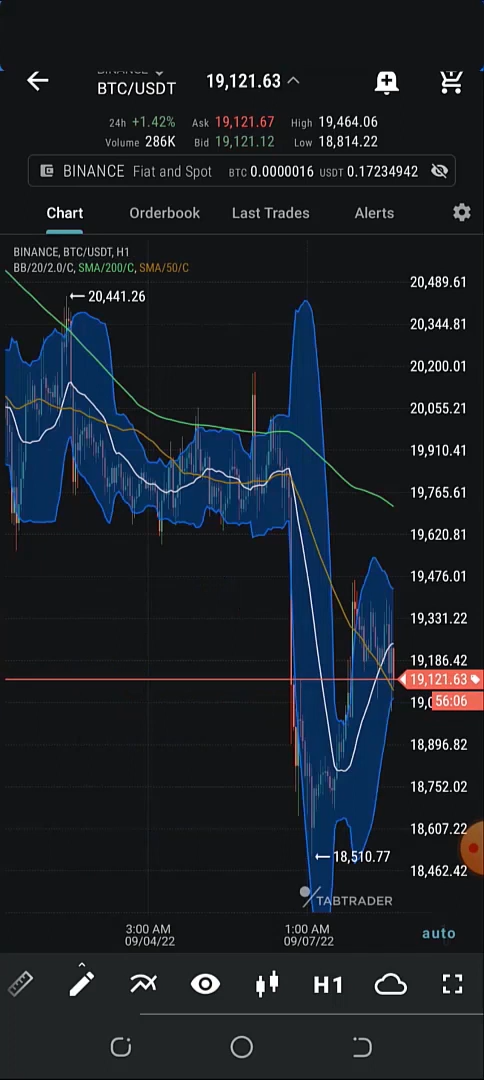 BINANCE
BTC/USDT
19,121.63
24h +1.42% Ask 19,121.67 High 19,464.06
Volume 286K Bid 19,121.12 Low 18,814.22
BINANCE Fiat and Spot BTC 0.0000016 USDT 0.17234942
Chart Orderbook Last Trades Alerts
BINANCE, BTC/USDT, H1
BB/20/2.0/C, SMA/200/C, SMA/50/C
20,489.61
20,441.26
20,344.81
20,200.01
20,055.21
19,910.41
19,765.61
19,620.81
19,476.01
19,331.22
19,186.42
19,121.63
19,0
56:06
18,896.82
18,752.02
18,607.22
18,510.77
18,462.42
TABTRADER
3:00 AM
09/04/22
1:00 AM
09/07/22
auto
H1